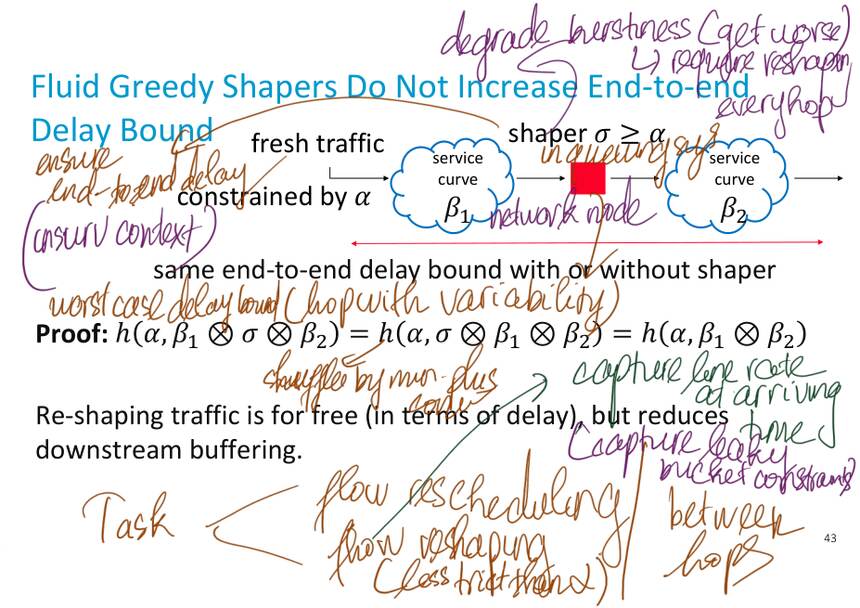 degrade burstiness (get worse)
↳ require reshaping
every hop
Fluid Greedy Shapers Do Not Increase End-to-end
Delay Bound
fresh traffic
constrained by α
shaper σ ≥ α
in queueing sys
service
curve
β₁
service
curve
β₂
network node
ensure
end-to-end delay
context)
same end-to-end delay bound with or without shaper
worst case delay bound (hop with variability)
Proof: h(α, β₁ ⊗ σ ⊗ β₂) = h(α, σ ⊗ β₁ ⊗ β₂) = h(α, β₁ ⊗ β₂)
by min-plus
capture line rate
at arriving
time
Re-shaping traffic is for free (in terms of delay), but reduces
downstream buffering.
(capture leaky
bucket constraints)
Task
flow rescheduling
flow reshaping
(less strict than α)
between
hops
43